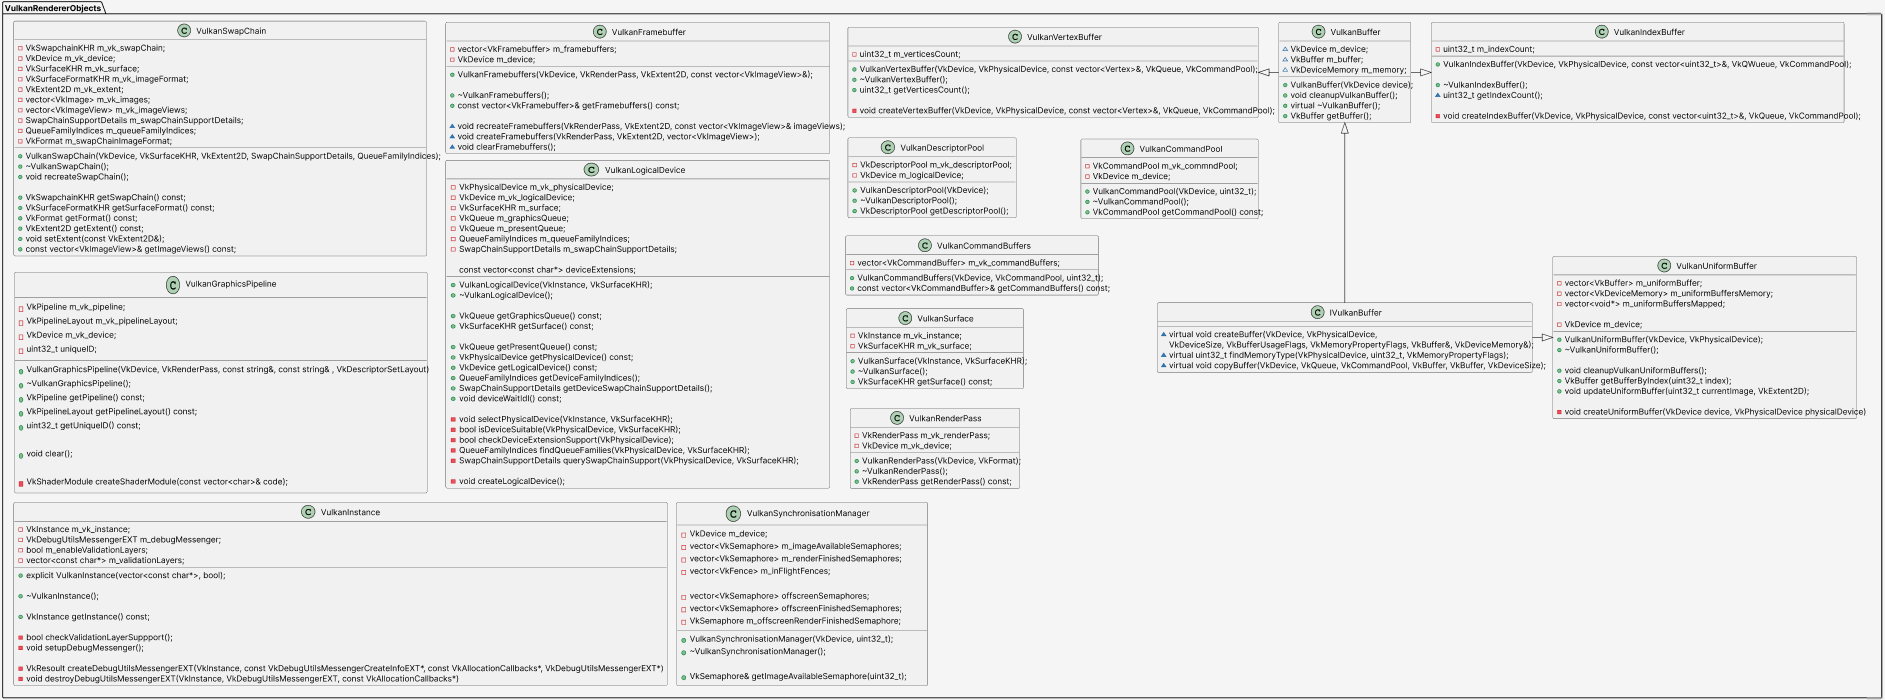 VulkanRendererObjects
C VulkanSwapChain
VkSwapchainKHR m_vk_swapChain;
VkDevice m_vk_device;
VkSurfaceKHR m_vk_surface;
VkSurfaceFormatKHR m_vk_imageFormat;
VkExtent2D m_vk_extent;
vector<VkImage> m_vk_images;
vector<VkImageView> m_vk_imageViews;
SwapChainSupportDetails m_vk_swapChainSupportDetails;
QueueFamilyIndices m_vk_queueFamilyIndices;
VkFormat m_vk_swapChainImageFormat;
VulkanSwapChain(VkDevice, VkSurfaceKHR, VkExtent2D, SwapChainSupportDetails, QueueFamilyIndices);
~VulkanSwapChain();
void recreateSwapChain();
VkSwapchainKHR getSwapChain() const;
VkSurfaceFormatKHR getSurfaceFormat() const;
VkFormat getFormat() const;
VkExtent2D getExtent() const;
void setExtent(const VkExtent2D&);
const vector<VkImageView>& getImageViews() const;
C VulkanFramebuffer
vector<VkFramebuffer> m_framebuffers;
VkDevice m_device;
VulkanFramebuffers(VkDevice, VkRenderPass, VkExtent2D, const vector<VkImageView>&);
~VulkanFramebuffers();
const vector<VkFramebuffer>& getFramebuffers() const;
void recreateFramebuffers(VkRenderPass, VkExtent2D, const vector<VkImageView>& imageViews);
void createFramebuffers(VkRenderPass, VkExtent2D, vector<VkImageView>);
void clearFramebuffers();
C VulkanVertexBuffer
uint32_t m_verticesCount;
VulkanVertexBuffer(VkDevice, VkPhysicalDevice, const vector<Vertex>&, VkQueue, VkCommandPool);
~VulkanVertexBuffer();
uint32_t getVerticesCount();
void createVertexBuffer(VkDevice, VkPhysicalDevice, const vector<Vertex>&, VkQueue, VkCommandPool);
C VulkanBuffer
VkDevice m_device;
VkBuffer m_buffer;
VkDeviceMemory m_memory;
VulkanBuffer(VkDevice device);
void cleanupVulkanBuffer();
virtual ~VulkanBuffer();
VkBuffer getBuffer();
C VulkanIndexBuffer
uint32_t m_indexCount;
VulkanIndexBuffer(VkDevice, VkPhysicalDevice, const vector<uint32_t>&, VkQWueue, VkCommandPool);
~VulkanIndexBuffer();
uint32_t getIndexCount();
void createIndexBuffer(VkDevice, VkPhysicalDevice, const vector<uint32_t>&, VkQueue, VkCommandPool);
C VulkanDescriptorPool
VkDescriptorPool m_vk_descriptorPool;
VkDevice m_logicalDevice;
VulkanDescriptorPool(VkDevice);
~VulkanDescriptorPool();
VkDescriptorPool getDescriptorPool();
C VulkanCommandPool
VkCommandPool m_vk_commndPool;
VkDevice m_device;
VulkanCommandPool(VkDevice, uint32_t);
~VulkanCommandPool();
VkCommandPool getCommandPool() const;
C VulkanLogicalDevice
VkPhysicalDevice m_vk_physicalDevice;
VkDevice m_vk_logicalDevice;
VkSurfaceKHR m_surface;
VkQueue m_graphicsQueue;
VkQueue m_presentQueue;
QueueFamilyIndices m_queueFamilyIndices;
SwapChainSupportDetails m_swapChainSupportDetails;
const vector<const char*> deviceExtensions;
VulkanLogicalDevice(VkInstance, VkSurfaceKHR);
~VulkanLogicalDevice();
VkQueue getGraphicsQueue() const;
VkSurfaceKHR getSurface() const;
VkQueue getPresentQueue() const;
VkPhysicalDevice getPhysicalDevice() const;
VkDevice getLogicalDevice() const;
QueueFamilyIndices getDeviceFamilyIndices();
SwapChainSupportDetails getDeviceSwapChainSupportDetails();
void deviceWaitIdl() const;
void selectPhysicalDevice(VkInstance, VkSurfaceKHR);
bool isDeviceSuitable(VkPhysicalDevice, VkSurfaceKHR);
bool checkDeviceExtensionSupport(VkPhysicalDevice);
QueueFamilyIndices findQueueFamilies(VkPhysicalDevice, VkSurfaceKHR);
SwapChainSupportDetails querySwapChainSupport(VkPhysicalDevice, VkSurfaceKHR);
void createLogicalDevice();
C VulkanCommandBuffers
vector<VkCommandBuffer> m_vk_commandBuffers;
VulkanCommandBuffers(VkDevice, VkCommandPool, uint32_t);
const vector<VkCommandBuffer>& getCommandBuffers() const;
C VulkanSurface
VkInstance m_vk_instance;
VkSurfaceKHR m_vk_surface;
VulkanSurface(VkInstance, VkSurfaceKHR);
~VulkanSurface();
VkSurfaceKHR getSurface() const;
C VulkanRenderPass
VkRenderPass m_vk_renderPass;
VkDevice m_vk_device;
VulkanRenderPass(VkDevice, VkFormat);
~VulkanRenderPass();
VkRenderPass getRenderPass() const;
C IVulkanBuffer
virtual void createBuffer(VkDevice, VkPhysicalDevice,
VkDeviceSize, VkBufferUsageFlags, VkMemoryPropertyFlags, VkBuffer&, VkDeviceMemory&);
virtual uint32_t findMemoryType(VkPhysicalDevice, uint32_t, VkMemoryPropertyFlags);
virtual void copyBuffer(VkDevice, VkQueue, VkCommandPool, VkBuffer, VkBuffer, VkDeviceSize);
C VulkanUniformBuffer
vector<VkBuffer> m_uniformBuffer;
vector<VkDeviceMemory> m_uniformBuffersMemory;
vector<void*> m_uniformBuffersMapped;
VkDevice m_device;
VulkanUniformBuffer(VkDevice, VkPhysicalDevice);
~VulkanUniformBuffer();
void cleanupVulkanUniformBuffers();
VkBuffer getBufferByIndex(uint32_t index);
void updateUniformBuffer(uint32_t currentImage, VkExtent2D);
void createUniformBuffer(VkDevice device, VkPhysicalDevice physicalDevice)
C VulkanGraphicsPipeline
VkPipeline m_vk_pipeline;
VkPipelineLayout m_vk_pipelineLayout;
VkDevice m_vk_device;
uint32_t uniqueID;
VulkanGraphicsPipeline(VkDevice, VkRenderPass, const string&, const string& , VkDescriptorSetLayout)
~VulkanGraphicsPipeline();
VkPipeline getPipeline() const;
VkPipelineLayout getPipelineLayout() const;
uint32_t getUniqueID() const;
void clear();
VkShaderModule createShaderModule(const vector<char>& code);
C VulkanInstance
VkInstance m_vk_instance;
VkDebugUtilsMessengerEXT m_debugMessenger;
bool m_enableValidationLayers;
vector<const char*> m_validationLayers;
explicit VulkanInstance(vector<const char*>, bool);
~VulkanInstance();
VkInstance getInstance() const;
bool checkValidationLayerSuppport();
void setupDebugMessenger();
VkResoult createDebugUtilsMessengerEXT(VkInstance, const VkDebugUtilsMessengerCreateInfoEXT*, const VkAllocationCallbacks*, VkDebugUtilsMessengerEXT*)
void destroyDebugUtilsMessengerEXT(VkInstance, VkDebugUtilsMessengerEXT, const VkAllocationCallbacks*)
C VulkanSynchronisationManager
VkDevice m_device;
vector<VkSemaphore> m_imageAvailableSemaphores;
vector<VkSemaphore> m_renderFinishedSemaphores;
vector<VkFence> m_inFlightFences;
vector<VkSemaphore> offscreenSemaphores;
vector<VkSemaphore> offscreenFinishedSemaphores;
VkSemaphore m_offscreenRenderFinishedSemaphore;
VulkanSynchronisationManager(VkDevice, uint32_t);
~VulkanSynchronisationManager();
VkSemaphore& getImageAvailableSemaphore(uint32_t);